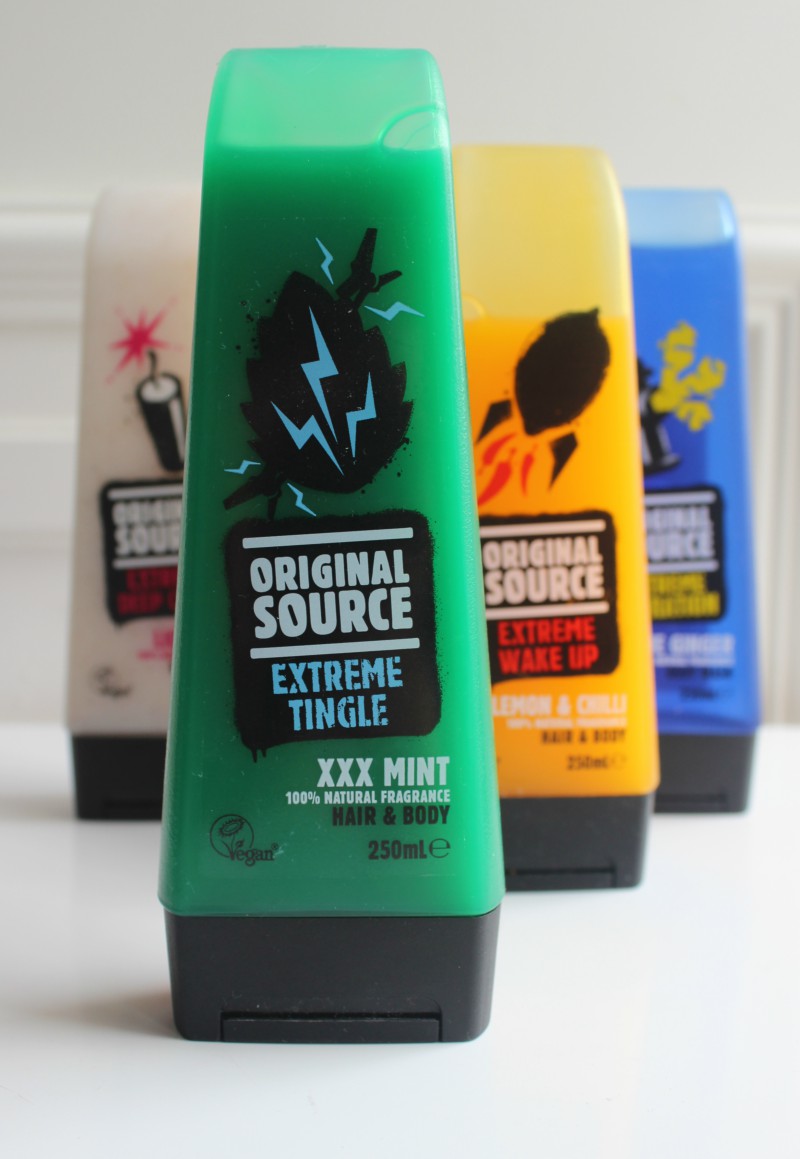 ORIGINAL
SOURCE
EXTREME
TINGLE
XXX MINT
100% NATURAL FRAGRANCE
HAIR & BODY
250mL℮
vegan
ORIGINAL
SOURCE
EXTREME
WAKE UP
LEMON & CHILLI
100% NATURAL FRAGRANCE
HAIR & BODY
250mL℮
GINGER